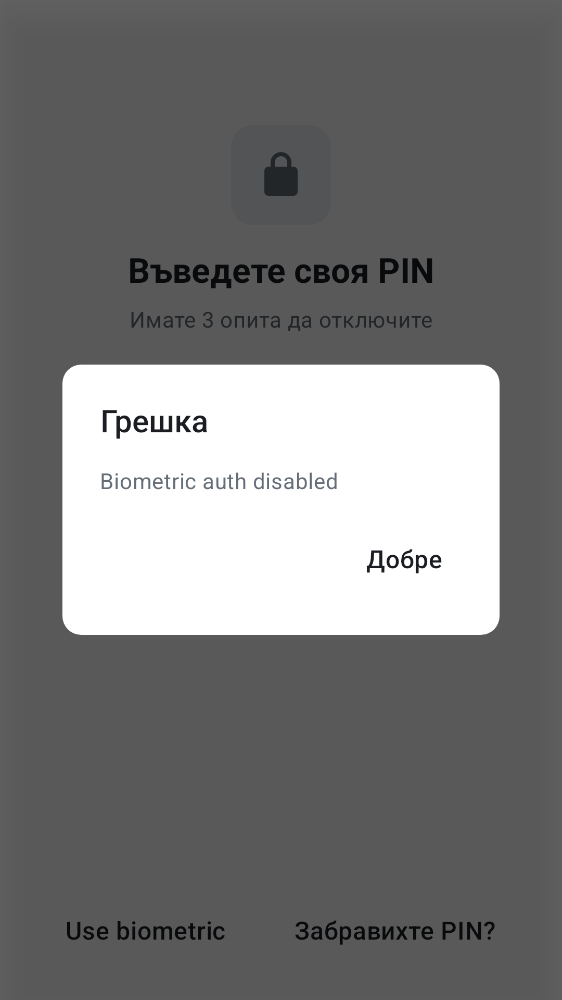 Въведете своя PIN
Имате 3 опита да отключите
Грешка
Biometric auth disabled
Добре
Use biometric
Забравихте PIN?